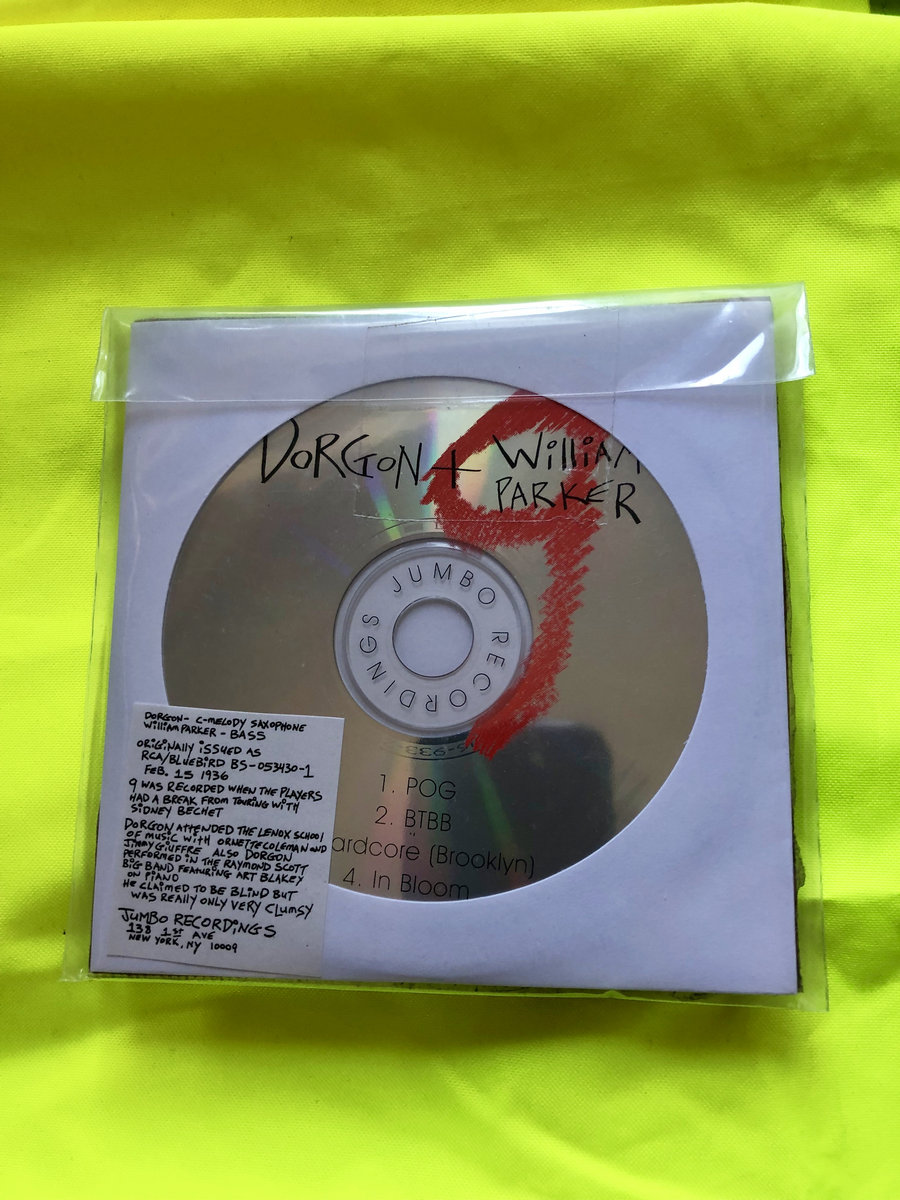 DORGON + WilliAM
PARKER
9
JUMBO RECORDINGS
1. POG
2. BTBB
ardcore (Brooklyn)
4. In Bloom
DORGON - C-MELODY SAXOPHONE
William PARKER - BASS
ORiGiNALLY iSSUED AS
RCA/BLUEBIRD BS-053430-1
FEB. 15 1936
9 WAS RECORDED WHEN THE PLAYERS
HAD A BREAK FROM TOURING WITH
SiDNEY BECHET
DORGON ATTENDED THE LENOX SCHOOL
OF MUSIC WITH ORNETTE COLEMAN AND
JiMMY GiUFFRE ALSO DORGON
PERFORMED IN THE RAYMOND SCOTT
BIG BAND FEATURING ART BLAKEY
ON PIANO
HE CLAIMED TO BE BLIND BUT
WAS REALLY ONLY VERY CLUMSY
JUMBO RECORDINGS
138 1ST AVE
NEW YORK, NY 10009